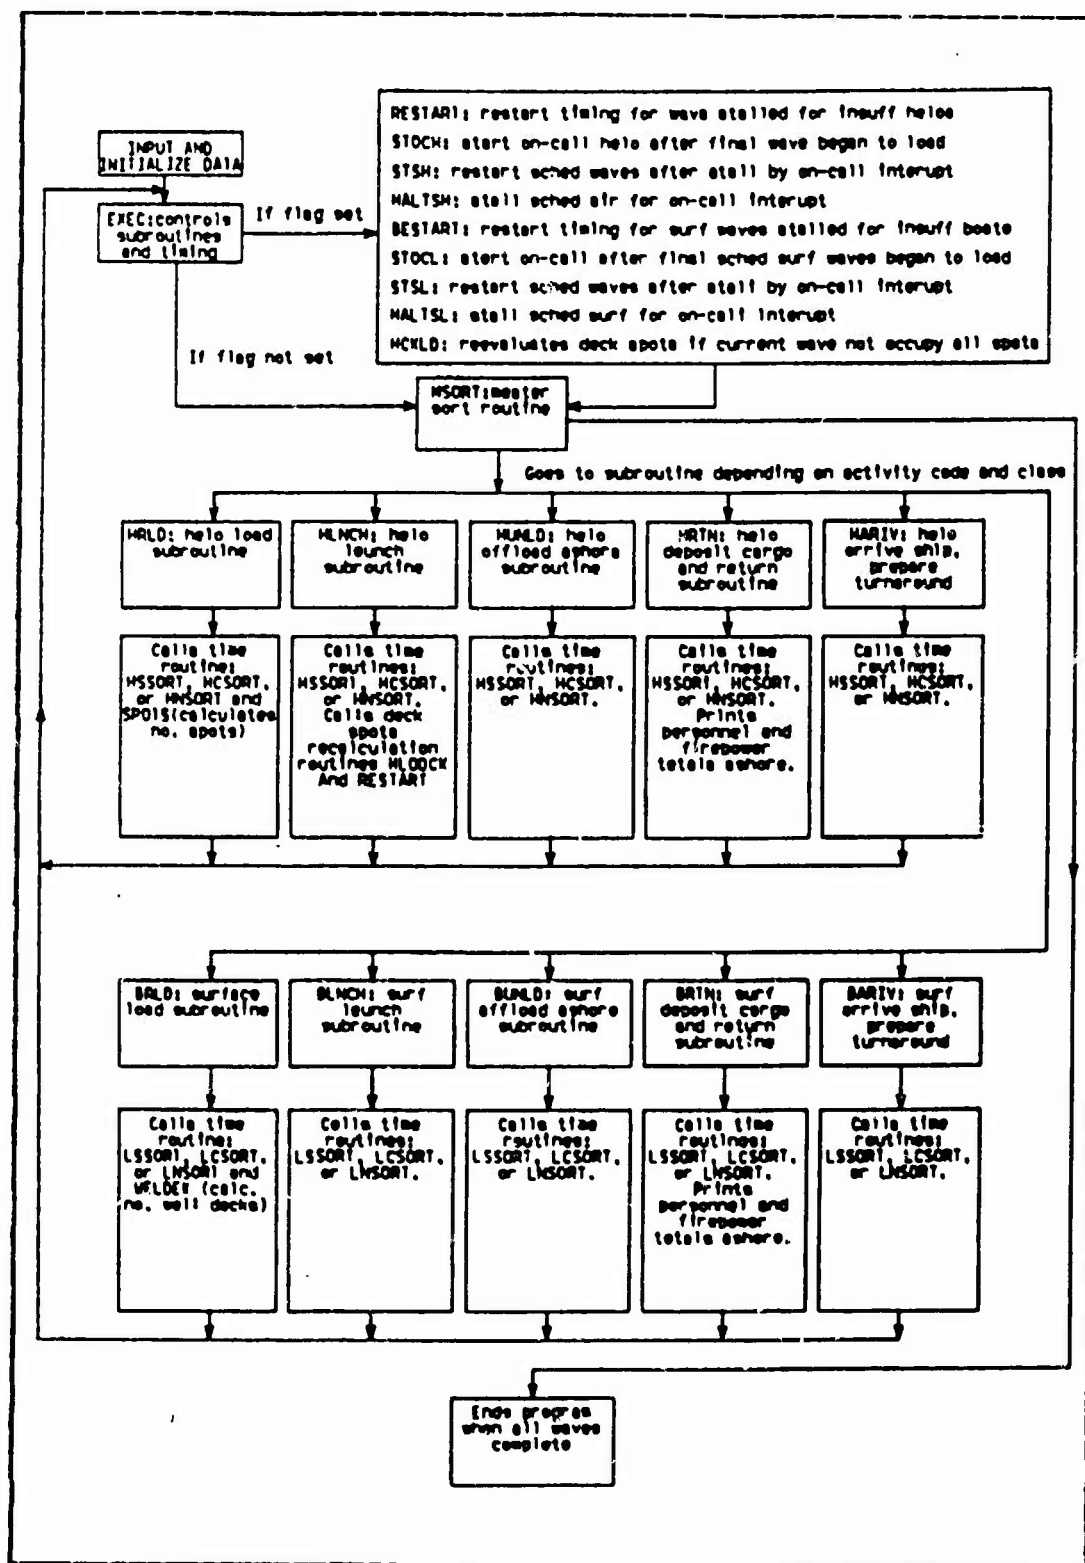 INPUT AND
INITIALIZE DATA
EXEC:controls
subroutines
and timing
If flag set
If flag not set
RESTART: restart timing for wave stalled for insuff helos
STOCH: start on-call helo after final wave began to load
STSH: restart sched waves after stall by on-call interupt
HALTSH: stall sched air for on-call interupt
BESTART: restart timing for surf waves stalled for insuff boats
STOCL: start on-call after final sched surf waves began to load
STSL: restart sched waves after stall by on-call interupt
HALTSL: stall sched surf for on-call interupt
HCKLD: reevaluates deck spots if current wave not occupy all spots
MSORT:master
sort routine
Goes to subroutine depending on activity code and class
HRLD: helo load
subroutine
HLNCH: helo
launch
subroutine
HUNLD: helo
offload ashore
subroutine
HRTN: helo
deposit cargo
and return
subroutine
HARIV: helo
arrive ship,
prepare
turnaround
Calls time
routine:
HSSORT, HCSORT,
or HNSORT and
SPOTS(calculates
no. spots)
Calls time
routines:
HSSORT, HCSORT,
or HNSORT.
Calls deck
spots
recalculation
routines HLDDCK
And RESTART
Calls time
routines:
HSSORT, HCSORT,
or HNSORT.
Calls time
routines:
HSSORT, HCSORT,
or HNSORT.
Prints
personnel and
firepower
totals ashore.
Calls time
routines:
HSSORT, HCSORT,
or HNSORT.
BRLD: surface
load subroutine
BLNCH: surf
launch
subroutine
BUNLD: surf
offload ashore
subroutine
BRTN: surf
deposit cargo
and return
subroutine
BARIV: surf
arrive ship,
prepare
turnaround
Calls time
routine:
LSSORT, LCSORT,
or LNSORT and
WELDEK (calc.
no. well decks)
Calls time
routines:
LSSORT, LCSORT,
or LNSORT.
Calls time
routines:
LSSORT, LCSORT,
or LNSORT.
Calls time
routines:
LSSORT, LCSORT,
or LNSORT.
Prints
personnel and
firepower
totals ashore.
Calls time
routines:
LSSORT, LCSORT,
or LNSORT.
Ends program
when all waves
complete